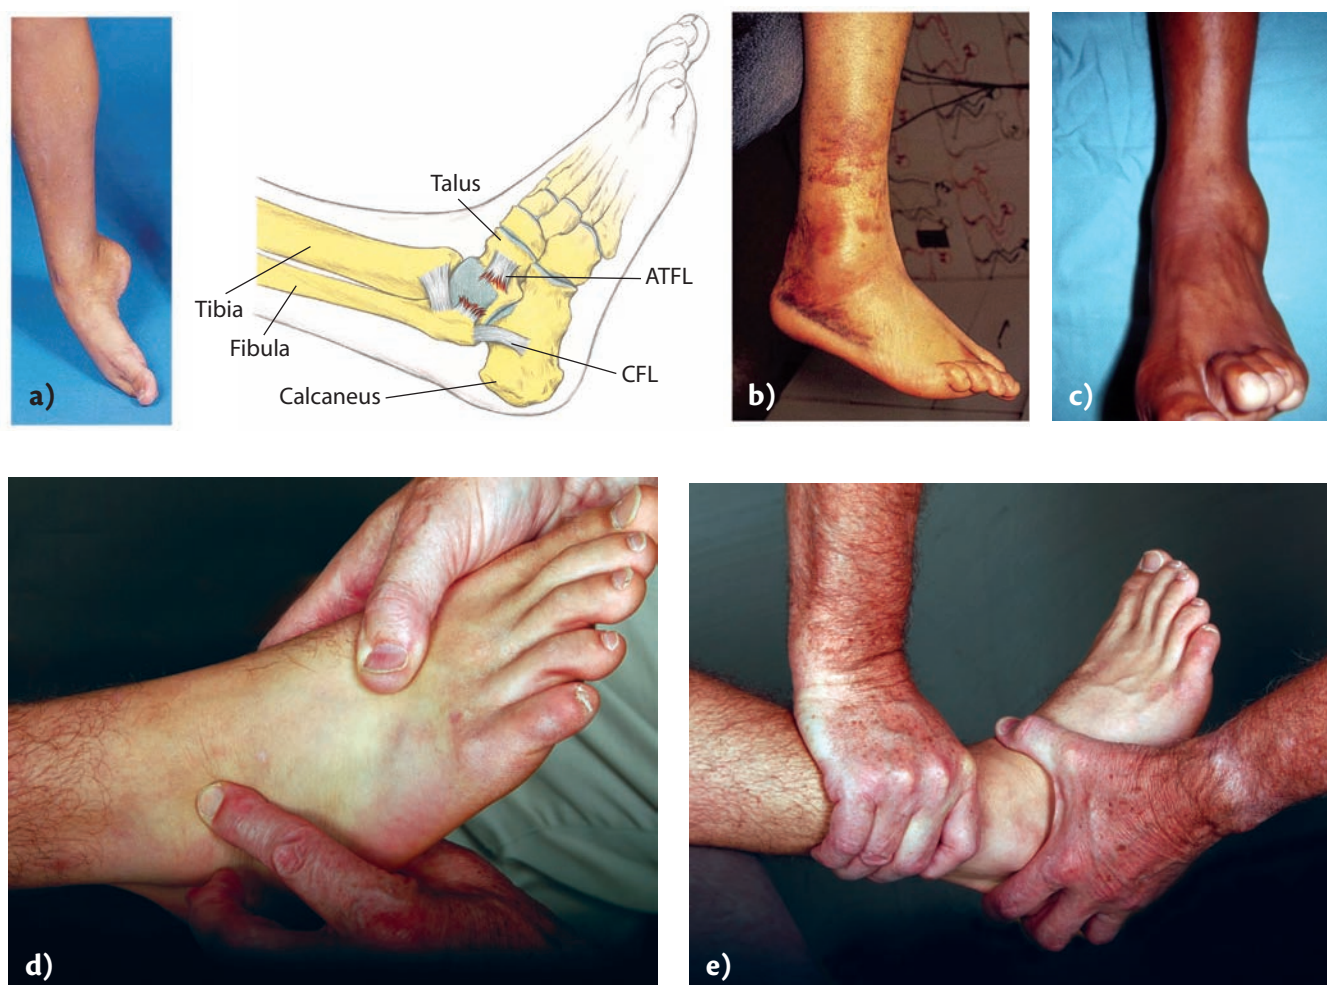 Talus
ATFL
Tibia
Fibula
CFL
Calcaneus
a)
b)
c)
d)
e)